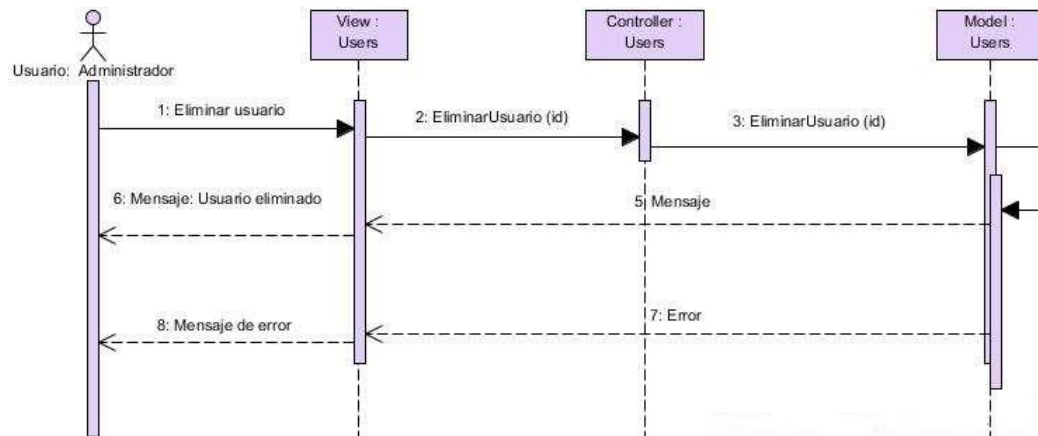 View :
Users
Controller :
Users
Model :
Users
Usuario: Administrador
1: Eliminar usuario
2: EliminarUsuario (id)
3: EliminarUsuario (id)
6: Mensaje: Usuario eliminado
5: Mensaje
8: Mensaje de error
7: Error